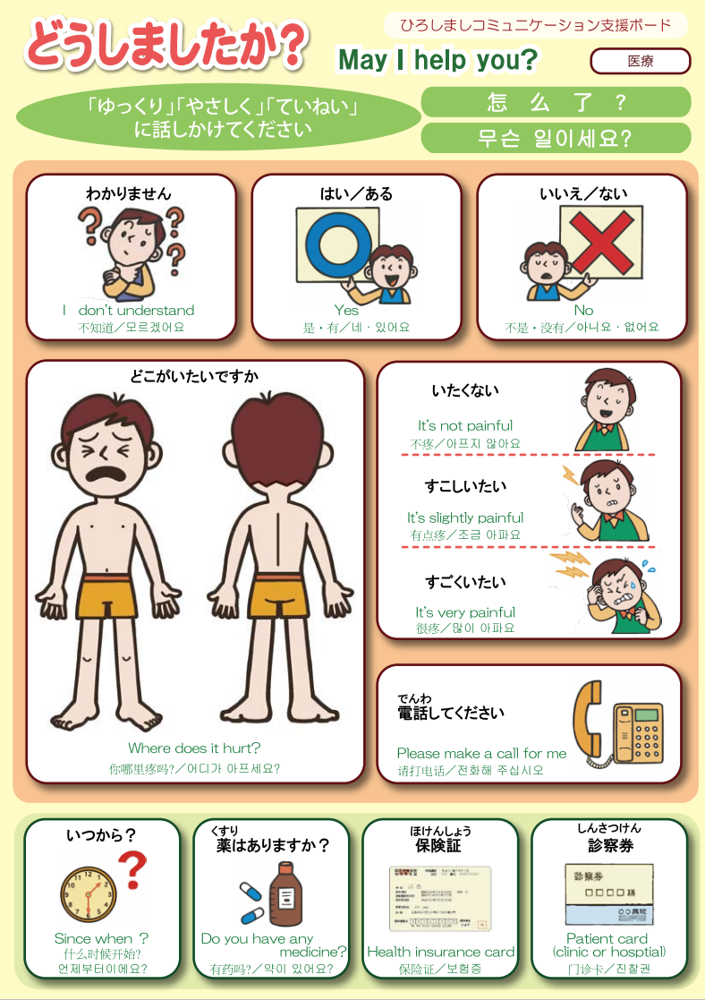 ひろしましコミュニケーション支援ボード
どうしましたか?
May I help you?
医療
「ゆっくり」「やさしく」「ていねい」
に話しかけてください
怎么了?
무슨 일이세요?
わかりません
I don't understand
不知道/모르겠어요
はい/ある
Yes
是・有/네・있어요
いいえ/ない
No
不是・没有/아니요・없어요
どこがいたいですか
Where does it hurt?
你哪里疼吗?/어디가 아프세요?
いたくない
It's not painful
不疼/아프지 않아요
すこしいたい
It's slightly painful
有点疼/조금 아파요
すごくいたい
It's very painful
很疼/많이 아파요
でんわ
電話してください
Please make a call for me
请打电话/전화해 주십시오
いつから?
12 1 2 3 4 5 6 7 8 9 10 11
Since when ?
什么时候开始?
언제부터이에요?
くすり
薬はありますか?
Do you have any
medicine?
有药吗?/약이 있어요?
ほけんしょう
保険証
Health insurance card
保险证/보험증
しんさつけん
診察券
診察券
□□□□様
○○病院
Patient card
(clinic or hosptial)
门诊卡/진찰권